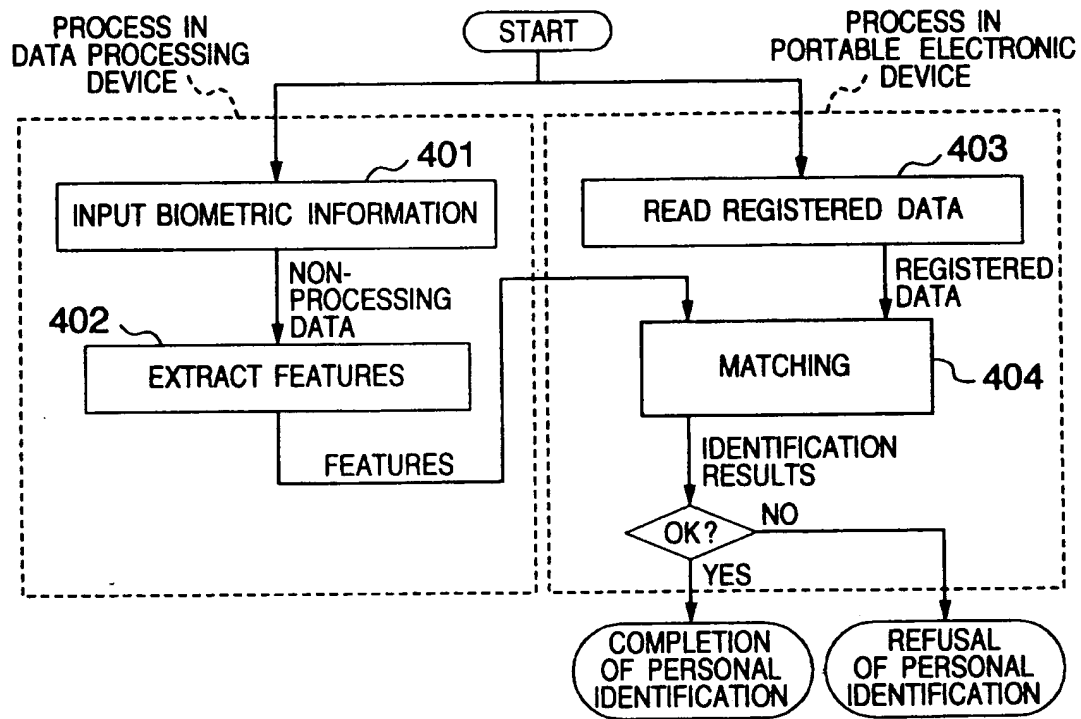 PROCESS IN
DATA PROCESSING
DEVICE
START
PROCESS IN
PORTABLE ELECTRONIC
DEVICE
401
INPUT BIOMETRIC INFORMATION
403
READ REGISTERED DATA
NON-
PROCESSING
DATA
REGISTERED
DATA
402
EXTRACT FEATURES
MATCHING
404
FEATURES
IDENTIFICATION
RESULTS
OK?
NO
YES
COMPLETION
OF PERSONAL
IDENTIFICATION
REFUSAL
OF PERSONAL
IDENTIFICATION